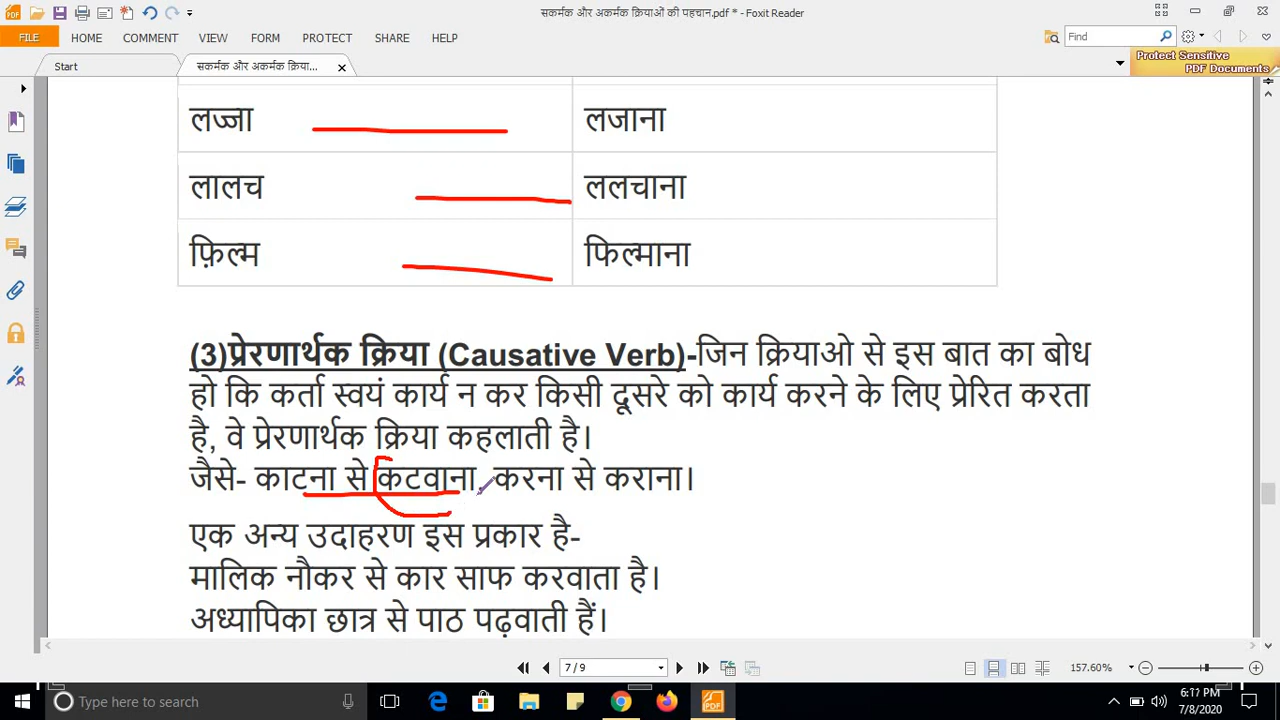 सकर्मक और अकर्मक क्रियाओं की पहचान.pdf * - Foxit Reader
FILE HOME COMMENT VIEW FORM PROTECT SHARE HELP
Find
Start सकर्मक और अकर्मक क्रिया...
Protect Sensitive
PDF Documents
लज्जा लजाना
लालच ललचाना
फ़िल्म फिल्माना
(3)प्रेरणार्थक क्रिया (Causative Verb)-जिन क्रियाओ से इस बात का बोध
हो कि कर्ता स्वयं कार्य न कर किसी दूसरे को कार्य करने के लिए प्रेरित करता
है, वे प्रेरणार्थक क्रिया कहलाती है।
जैसे- काटना से कटवाना, करना से कराना।
एक अन्य उदाहरण इस प्रकार है-
मालिक नौकर से कार साफ करवाता है।
अध्यापिका छात्र से पाठ पढ़वाती हैं।
7 / 9 157.60%
Type here to search
6:11 PM
7/8/2020